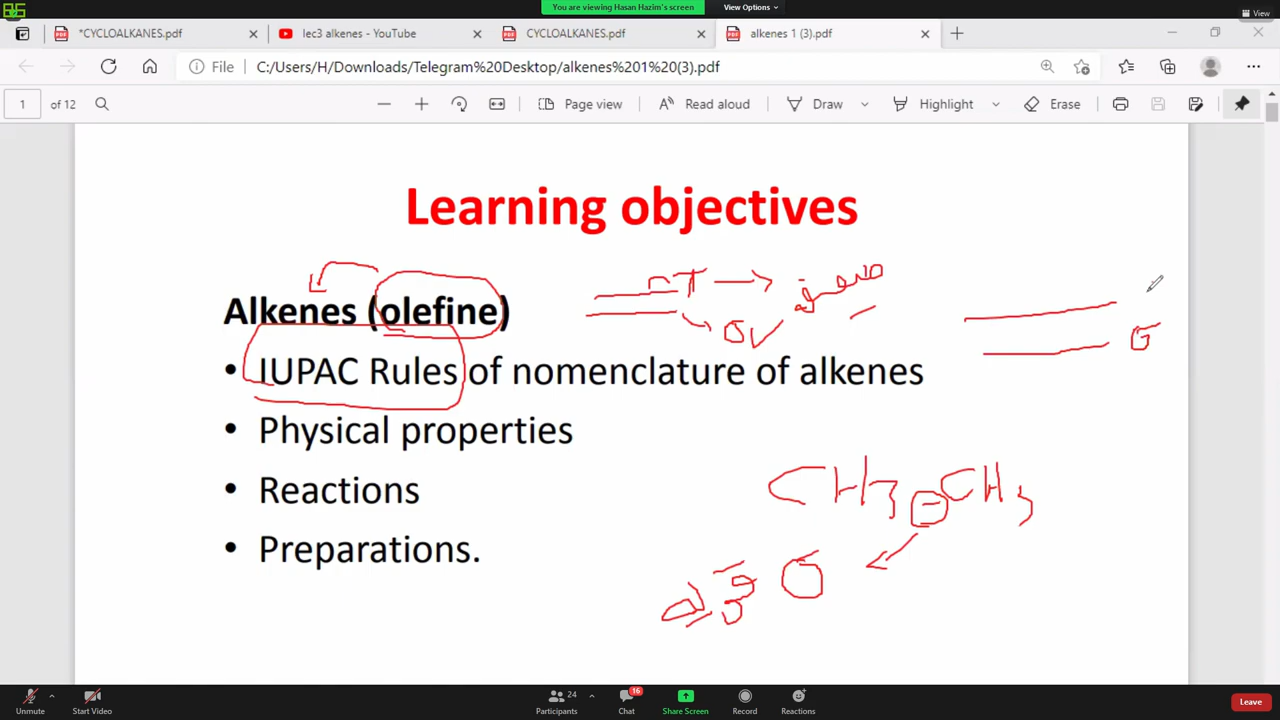 You are viewing Hasan Hazim's screen
View Options
View
*CYCLOALKANES.pdf
lec3 alkenes - YouTube
CYCLOALKANES.pdf
alkenes 1 (3).pdf
File
C:/Users/H/Downloads/Telegram%20Desktop/alkenes%201%20(3).pdf
1 of 12
Page view
Read aloud
Draw
Highlight
Erase
Learning objectives
Alkenes (olefine)
• IUPAC Rules of nomenclature of alkenes
σ
• Physical properties
CH3 - CH3
• Reactions
• Preparations.
σ
Unmute
Start Video
24
Participants
16
Chat
Share Screen
Record
Reactions
Leave